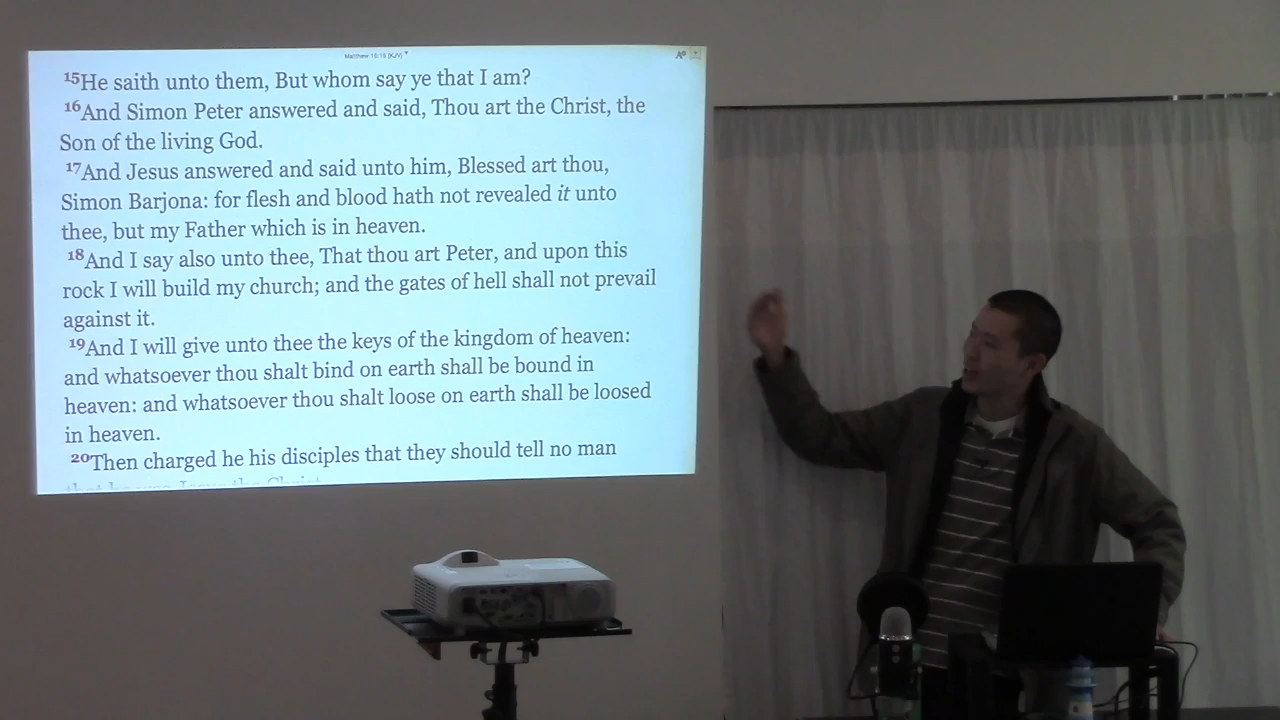 Matthew 16:15 (KJV)
15He saith unto them, But whom say ye that I am?
16And Simon Peter answered and said, Thou art the Christ, the
Son of the living God.
17And Jesus answered and said unto him, Blessed art thou,
Simon Barjona: for flesh and blood hath not revealed it unto
thee, but my Father which is in heaven.
18And I say also unto thee, That thou art Peter, and upon this
rock I will build my church; and the gates of hell shall not prevail
against it.
19And I will give unto thee the keys of the kingdom of heaven:
and whatsoever thou shalt bind on earth shall be bound in
heaven: and whatsoever thou shalt loose on earth shall be loosed
in heaven.
20Then charged he his disciples that they should tell no man